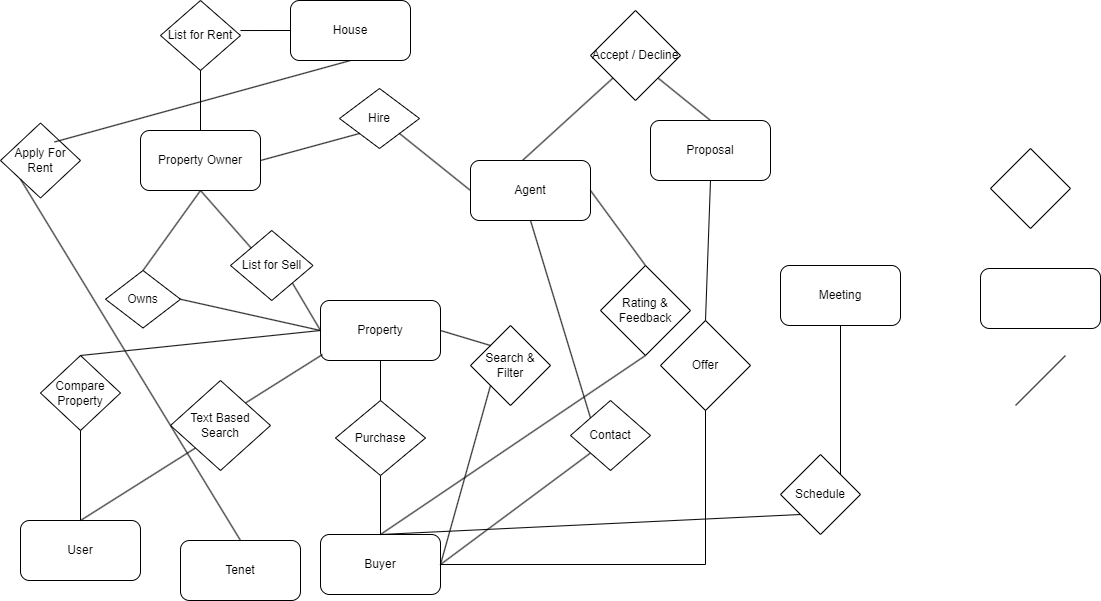 List for Rent
House
Accept / Decline
Hire
Apply For
Rent
Property Owner
Proposal
Agent
List for Sell
Owns
Meeting
Rating &
Feedback
Property
Search &
Filter
Offer
Compare
Property
Text Based
Search
Purchase
Contact
Schedule
User
Tenet
Buyer